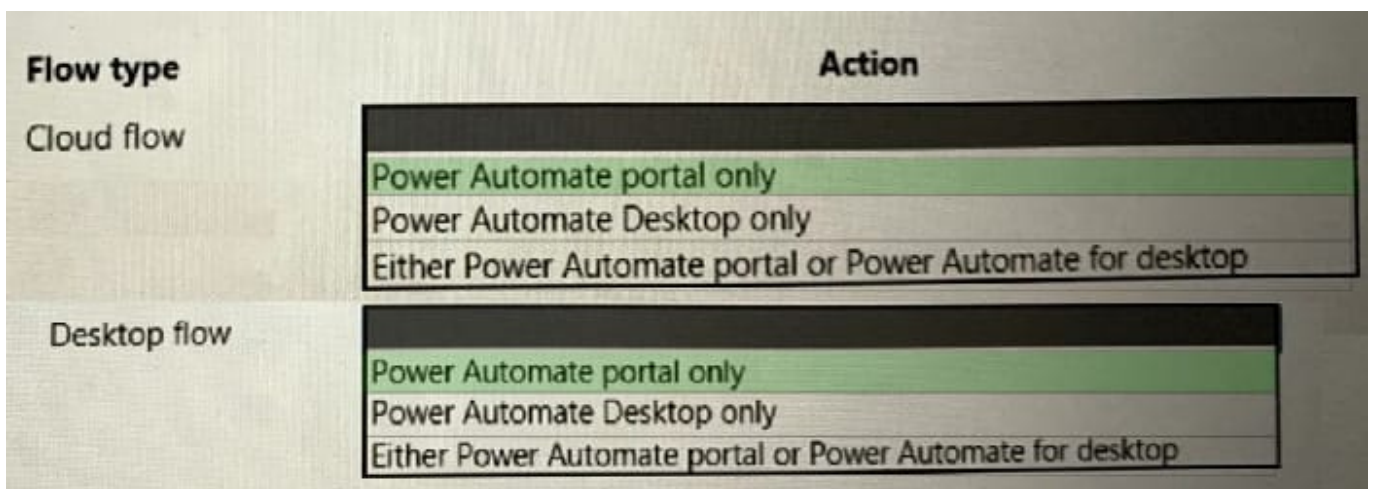 Flow type Action
Cloud flow
Power Automate portal only
Power Automate Desktop only
Either Power Automate portal or Power Automate for desktop
Desktop flow
Power Automate portal only
Power Automate Desktop only
Either Power Automate portal or Power Automate for desktop